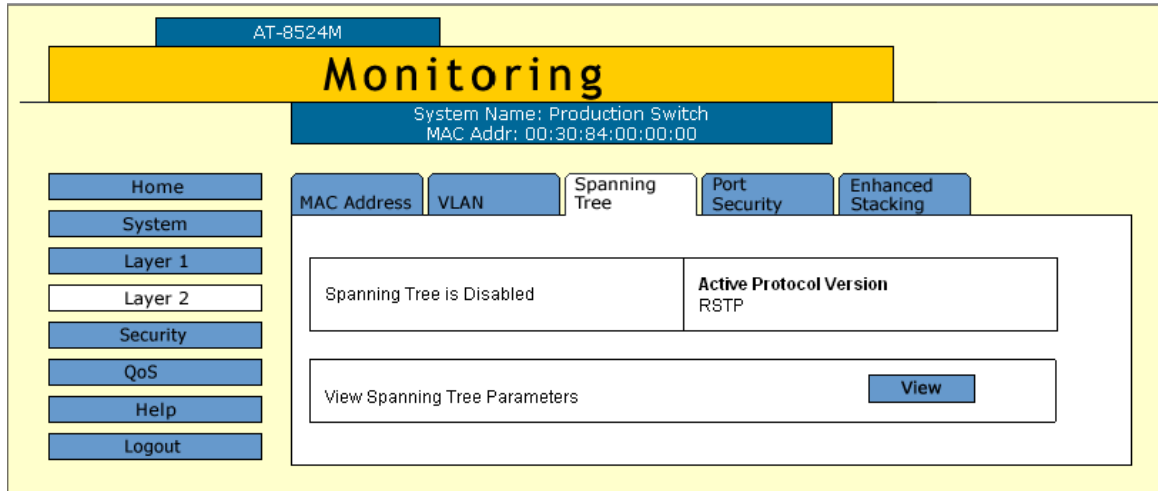 AT-8524M
Monitoring
System Name: Production Switch
MAC Addr: 00:30:84:00:00:00
Home
System
Layer 1
Layer 2
Security
QoS
Help
Logout
MAC Address
VLAN
Spanning
Tree
Port
Security
Enhanced
Stacking
Spanning Tree is Disabled
Active Protocol Version
RSTP
View Spanning Tree Parameters
View